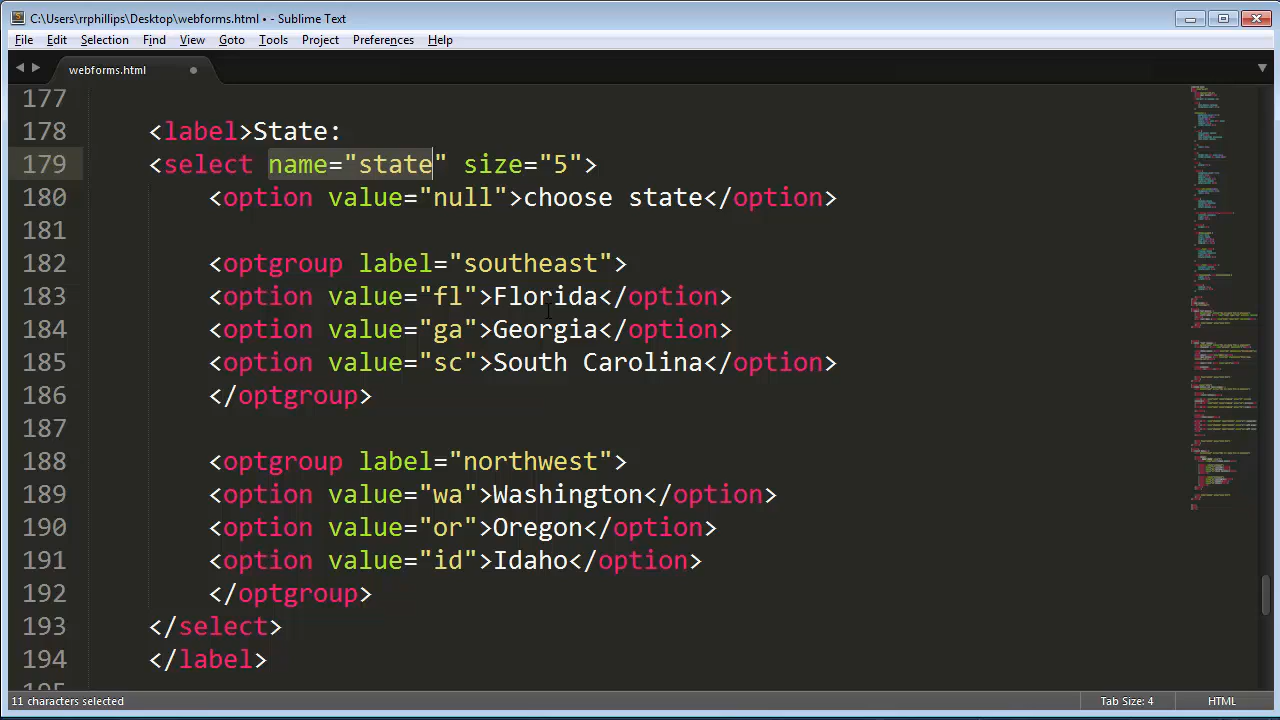 C:\Users\rrphillips\Desktop\webforms.html • - Sublime Text
File Edit Selection Find View Goto Tools Project Preferences Help
webforms.html
177
178 <label>State:
179 <select name="state" size="5">
180 <option value="null">choose state</option>
181
182 <optgroup label="southeast">
183 <option value="fl">Florida</option>
184 <option value="ga">Georgia</option>
185 <option value="sc">South Carolina</option>
186 </optgroup>
187
188 <optgroup label="northwest">
189 <option value="wa">Washington</option>
190 <option value="or">Oregon</option>
191 <option value="id">Idaho</option>
192 </optgroup>
193 </select>
194 </label>
11 characters selected Tab Size: 4 HTML